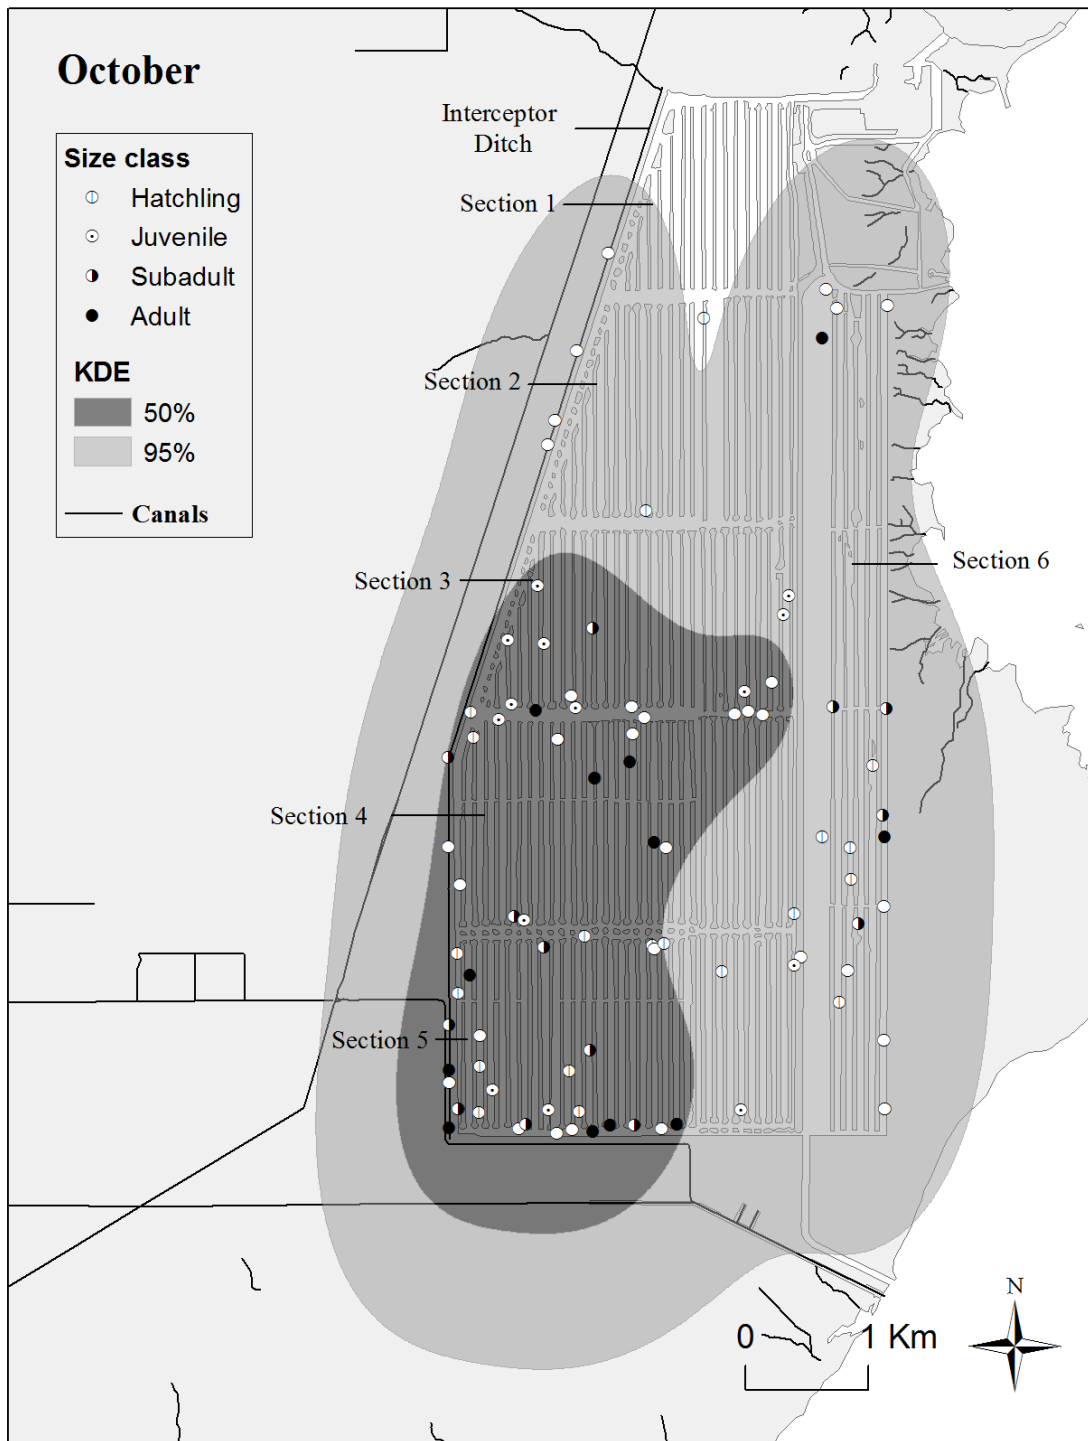 October
Interceptor
Ditch
Size class
Hatchling
Juvenile
Subadult
Adult
KDE
50%
95%
Canals
Section 1
Section 2
Section 3
Section 6
Section 4
Section 5
N
0 1 Km